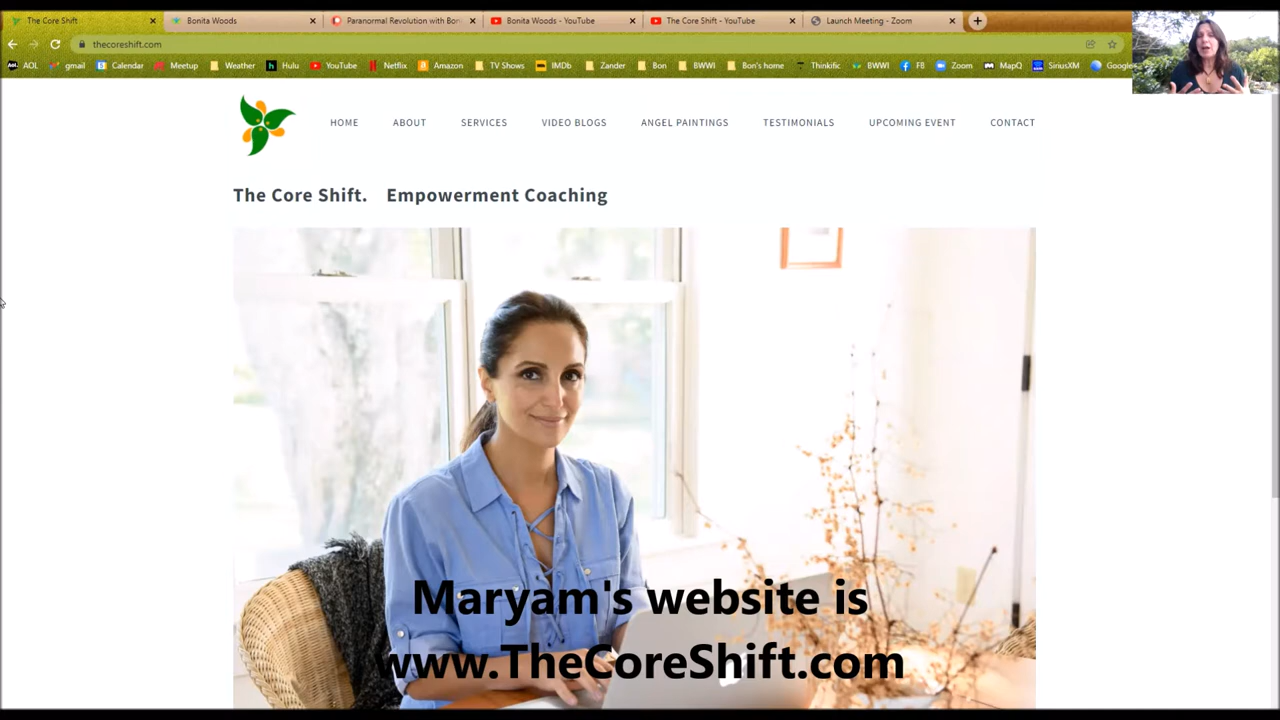 The Core Shift
Bonita Woods
Paranormal Revolution with Bon
Bonita Woods - YouTube
The Core Shift - YouTube
Launch Meeting - Zoom
thecoreshift.com
AOL gmail Calendar Meetup Weather Hulu YouTube Netflix Amazon TV Shows IMDb Zander Bon BWWI Bon's home Thinkific BWWI FB Zoom MapQ SiriusXM Google
HOME ABOUT SERVICES VIDEO BLOGS ANGEL PAINTINGS TESTIMONIALS UPCOMING EVENT CONTACT
The Core Shift. Empowerment Coaching
Maryam's website is
www.TheCoreShift.com